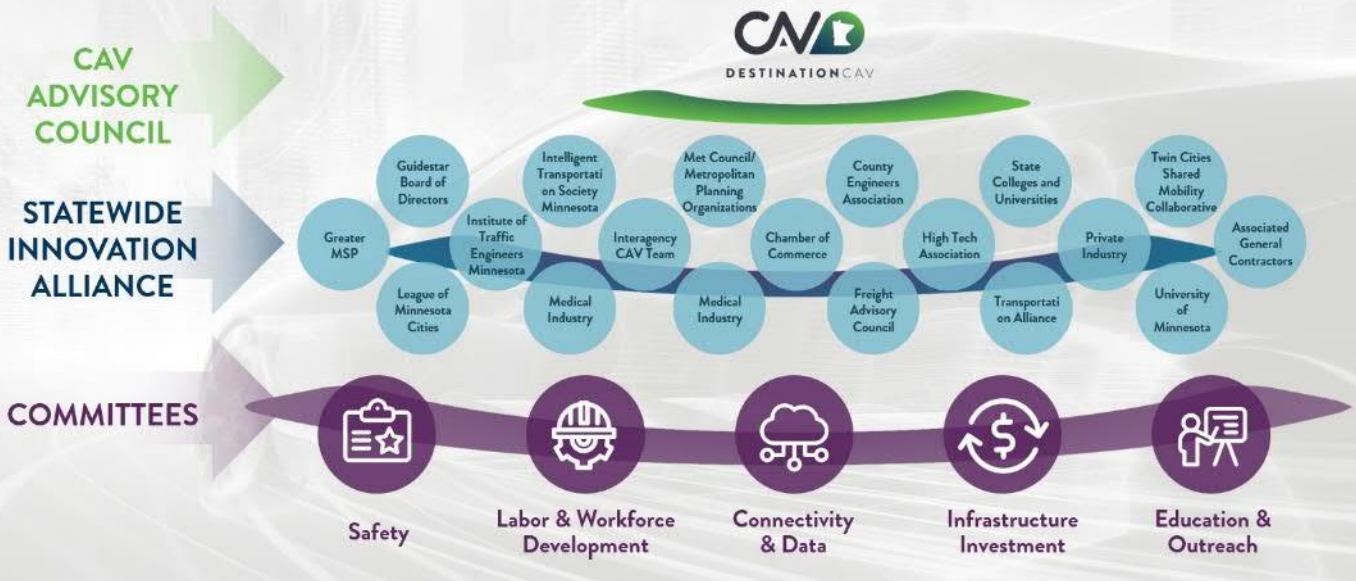 CAV
ADVISORY
COUNCIL
CAV
DESTINATIONCAV
STATEWIDE
INNOVATION
ALLIANCE
Guidestar
Board of
Directors
Intelligent
Transportati
on Society
Minnesota
Met Council/
Metropolitan
Planning
Organizations
County
Engineers
Association
State
Colleges and
Universities
Twin Cities
Shared
Mobility
Collaborative
Greater
MSP
Institute of
Traffic
Engineers
Minnesota
Interagency
CAV Team
Chamber of
Commerce
High Tech
Association
Private
Industry
Associated
General
Contractors
League of
Minnesota
Cities
Medical
Industry
Medical
Industry
Freight
Advisory
Council
Transportati
on Alliance
University
of
Minnesota
COMMITTEES
$
Safety
Labor & Workforce
Development
Connectivity
& Data
Infrastructure
Investment
Education &
Outreach